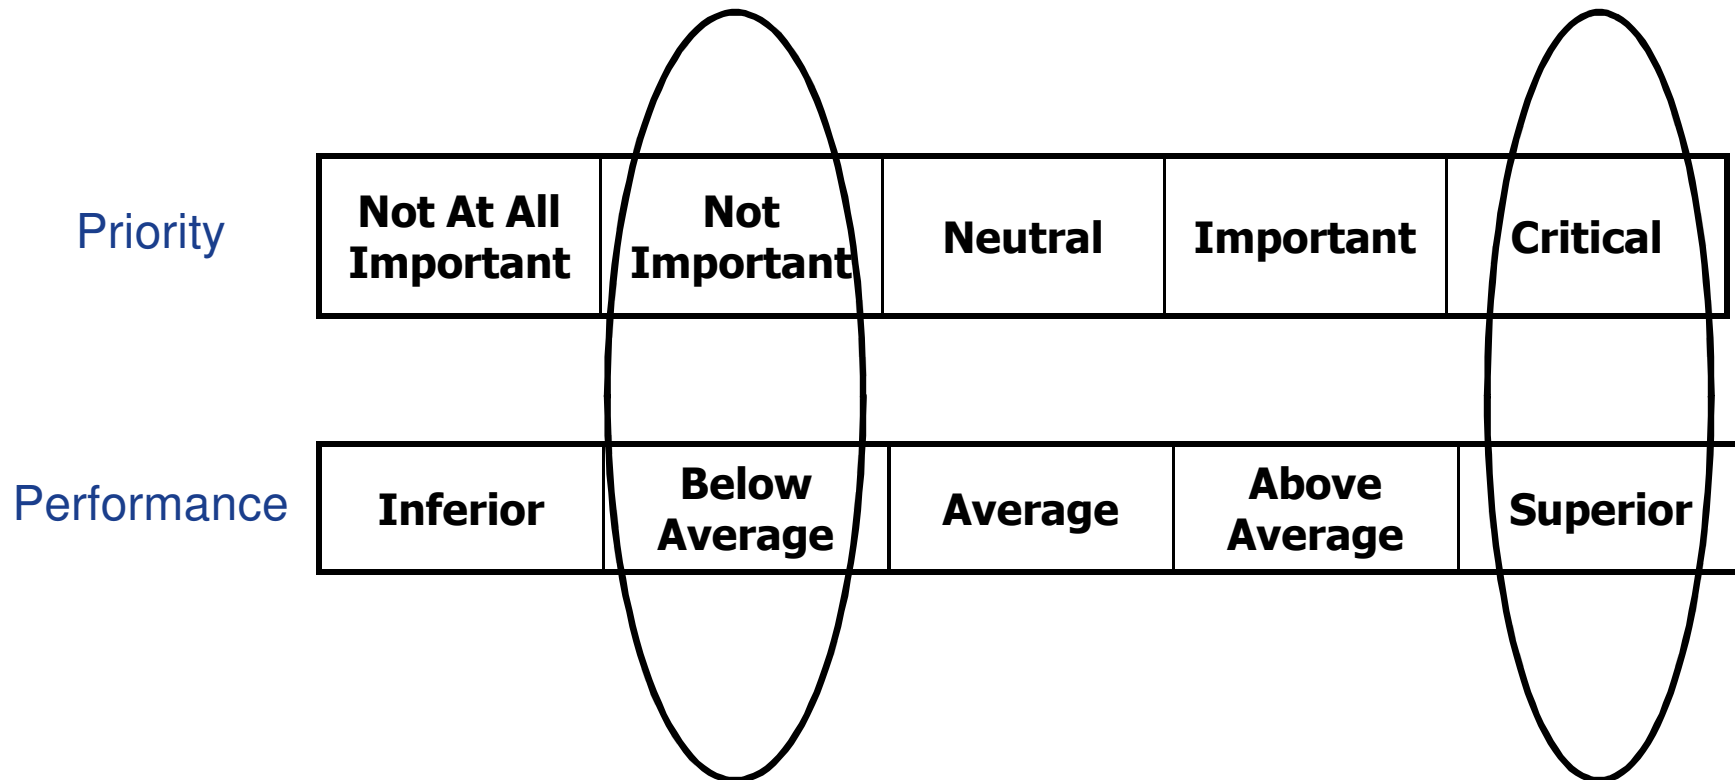 Priority
Not At All
Important
Not
Important
Neutral
Important
Critical
Performance
Inferior
Below
Average
Average
Above
Average
Superior